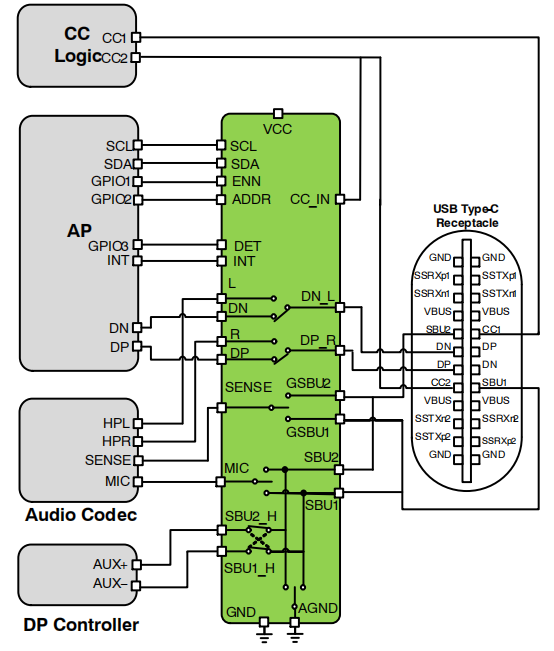 CC
Logic
CC1
CC2
AP
SCL
SDA
GPIO1
GPIO2
GPIO3
INT
DN
DP
VCC
SCL
SDA
ENN
ADDR
CC_IN
DET
INT
L
DN
DN_L
R
DP
DP_R
SENSE
GSBU2
GSBU1
MIC
SBU2
SBU1
SBU2_H
SBU1_H
GND
AGND
HPL
HPR
SENSE
MIC
Audio Codec
AUX+
AUX−
DP Controller
USB Type-C
Receptacle
GND GND
SSRXp1 SSTXp1
SSRXn1 SSTXn1
VBUS VBUS
SBU2 CC1
DN DP
DP DN
CC2 SBU1
VBUS VBUS
SSTXn2 SSRXn2
SSTXp2 SSRXp2
GND GND